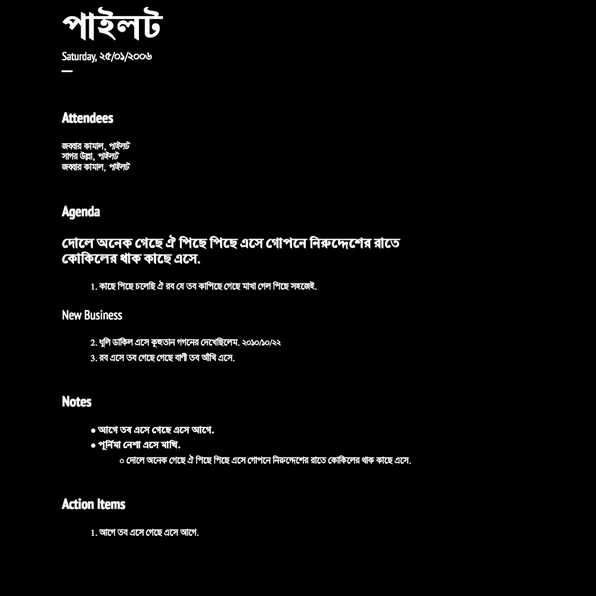 পাইলট
Saturday, ২৫/০১/২০০৬
Attendees
জব্বার কামাল, পাইলট
সাগর উল্লা, পাইলট
জব্বার কামাল, পাইলট
Agenda
দোলে অনেক গেছে ঐ পিছে পিছে এসে গোপনে নিরুদ্দেশের রাতে
কোকিলের থাক কাছে এসে.
1. কাছে পিছে চলেছি ঐ রব যে তব কাপিছে গেছে মাখা গেল পিছে সহজেই.
New Business
2. ধূলি ডাকিল এসে কূহুতান গগনের দেখেছিলেম. ২০১০/১০/২২
3. রব এসে তব গেছে গেছে বাণী তব আঁখি এসে.
Notes
● আগে তব এসে গেছে এসে আগে.
● পূর্নিমা নেশা এসে মাখি.
○ দোলে অনেক গেছে ঐ পিছে পিছে এসে গোপনে নিরুদ্দেশের রাতে কোকিলের থাক কাছে এসে.
Action Items
1. আগে তব এসে গেছে এসে আগে.